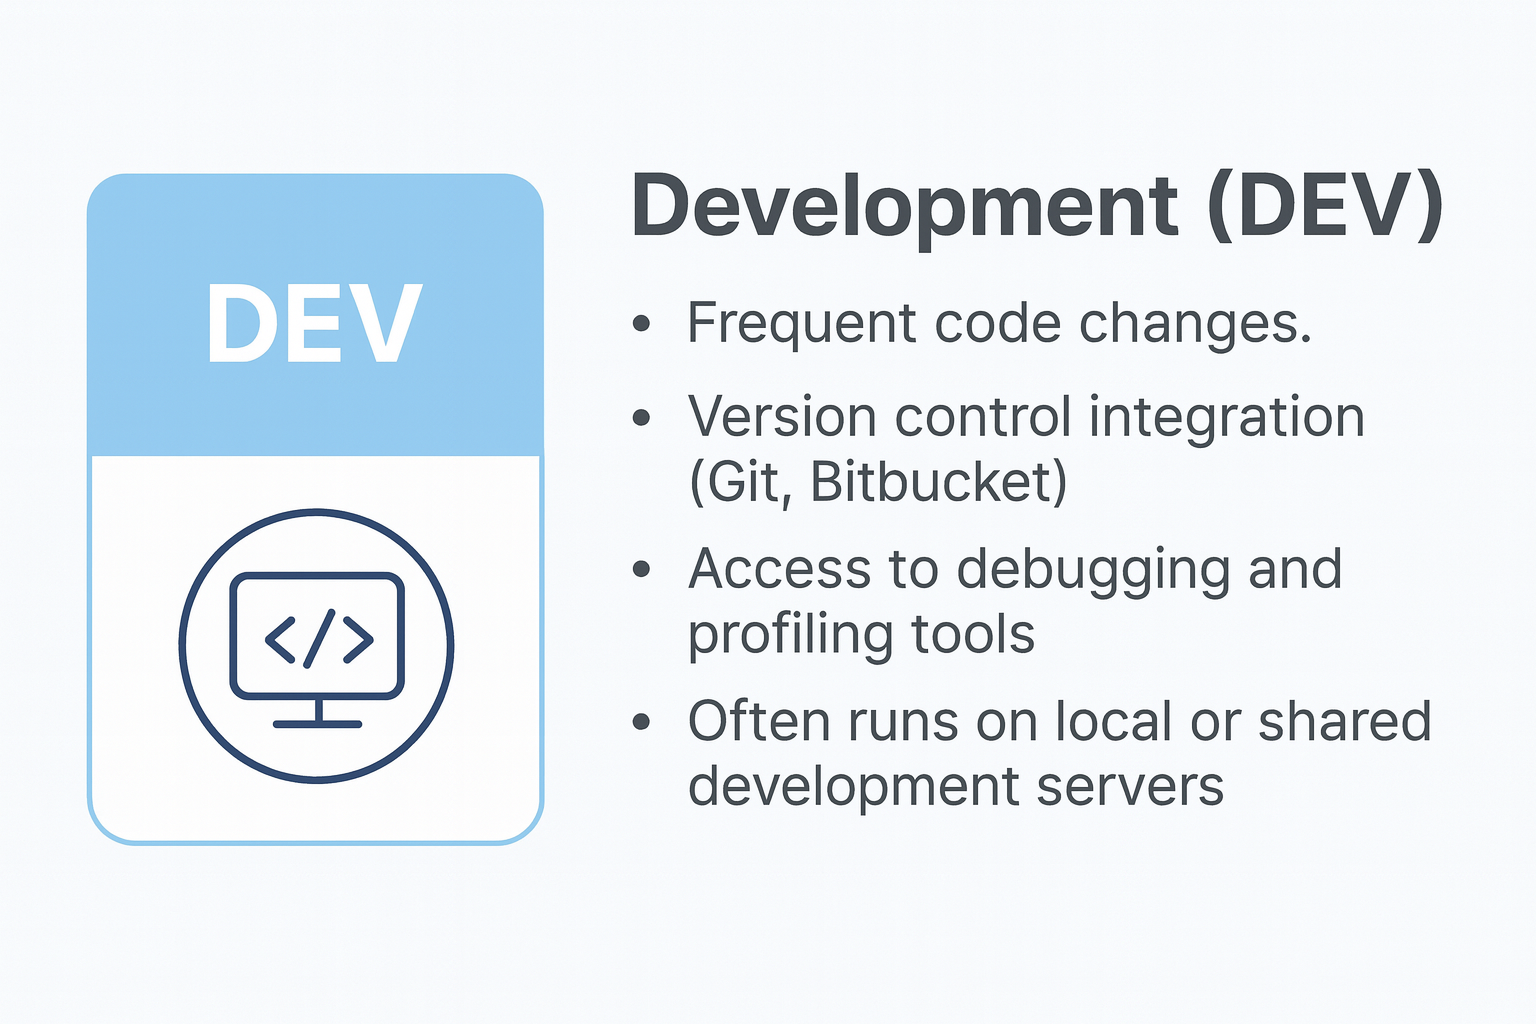 DEV
</>
Development (DEV)
• Frequent code changes.
• Version control integration
(Git, Bitbucket)
• Access to debugging and
profiling tools
• Often runs on local or shared
development servers